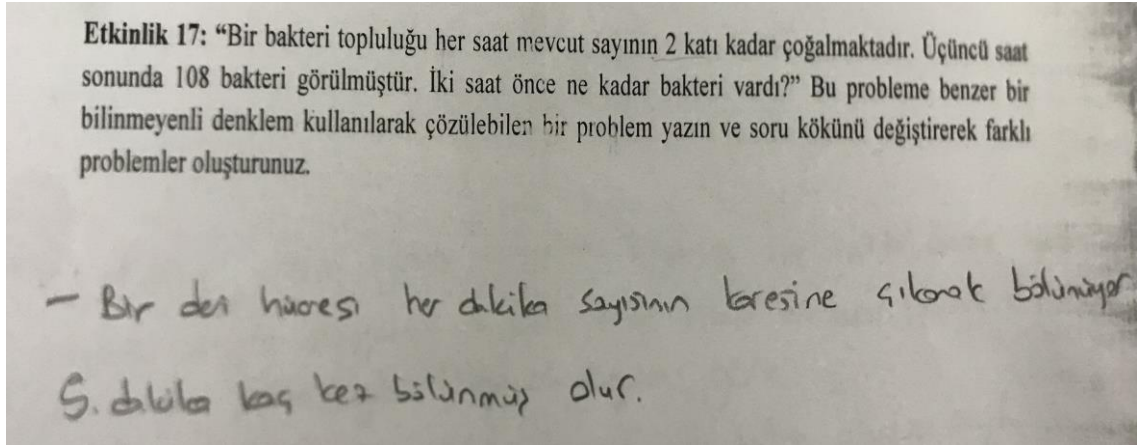 Etkinlik 17: “Bir bakteri topluluğu her saat mevcut sayının 2 katı kadar çoğalmaktadır. Üçüncü saat
sonunda 108 bakteri görülmüştür. İki saat önce ne kadar bakteri vardı?” Bu probleme benzer bir
bilinmeyenli denklem kullanılarak çözülebilen bir problem yazın ve soru kökünü değiştirerek farklı
problemler oluşturunuz.
- Bir deri hücresi her dakika sayısının karesine çıkarak bölünüyor
5. dakika kaç kez bölünmüş olur.